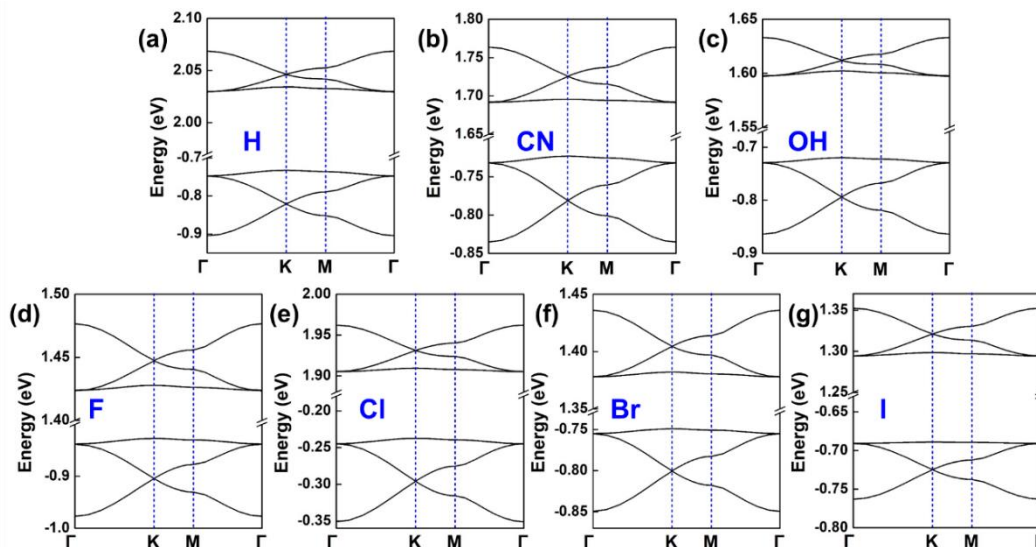 (a)
2.10
2.05
2.00
-0.7
-0.8
-0.9
Energy (eV)
H
Γ K M Γ
(b)
1.80
1.75
1.70
1.65
-0.75
-0.80
-0.85
Energy (eV)
CN
Γ K M Γ
(c)
1.65
1.60
1.55
-0.7
-0.8
-0.9
Energy (eV)
OH
Γ K M Γ
(d)
1.50
1.45
1.40
-0.9
-1.0
Energy (eV)
F
Γ K M Γ
(e)
2.00
1.95
1.90
-0.20
-0.25
-0.30
-0.35
Energy (eV)
Cl
Γ K M Γ
(f)
1.45
1.40
1.35
-0.75
-0.80
-0.85
Energy (eV)
Br
Γ K M Γ
(g)
1.35
1.30
1.25
-0.65
-0.70
-0.75
-0.80
Energy (eV)
I
Γ K M Γ